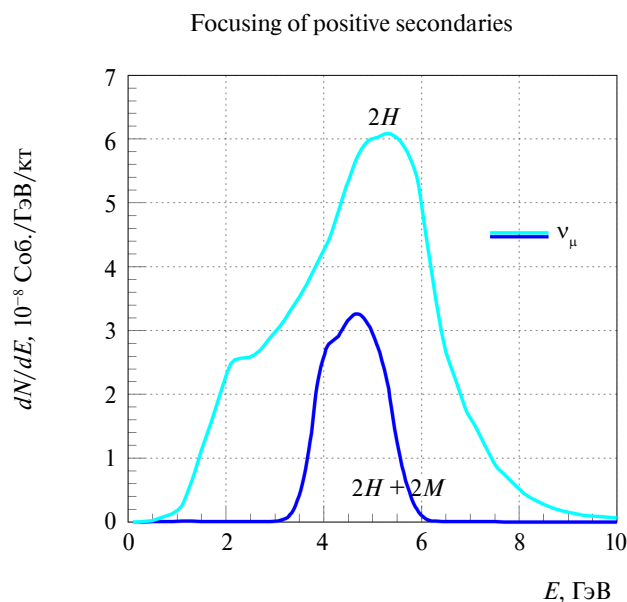 Focusing of positive secondaries
dN/dE, 10⁻⁸ Соб./ГэВ/кт
7
6
5
4
3
2
1
0
2H
ν_μ
2H + 2M
0 2 4 6 8 10
E, ГэВ